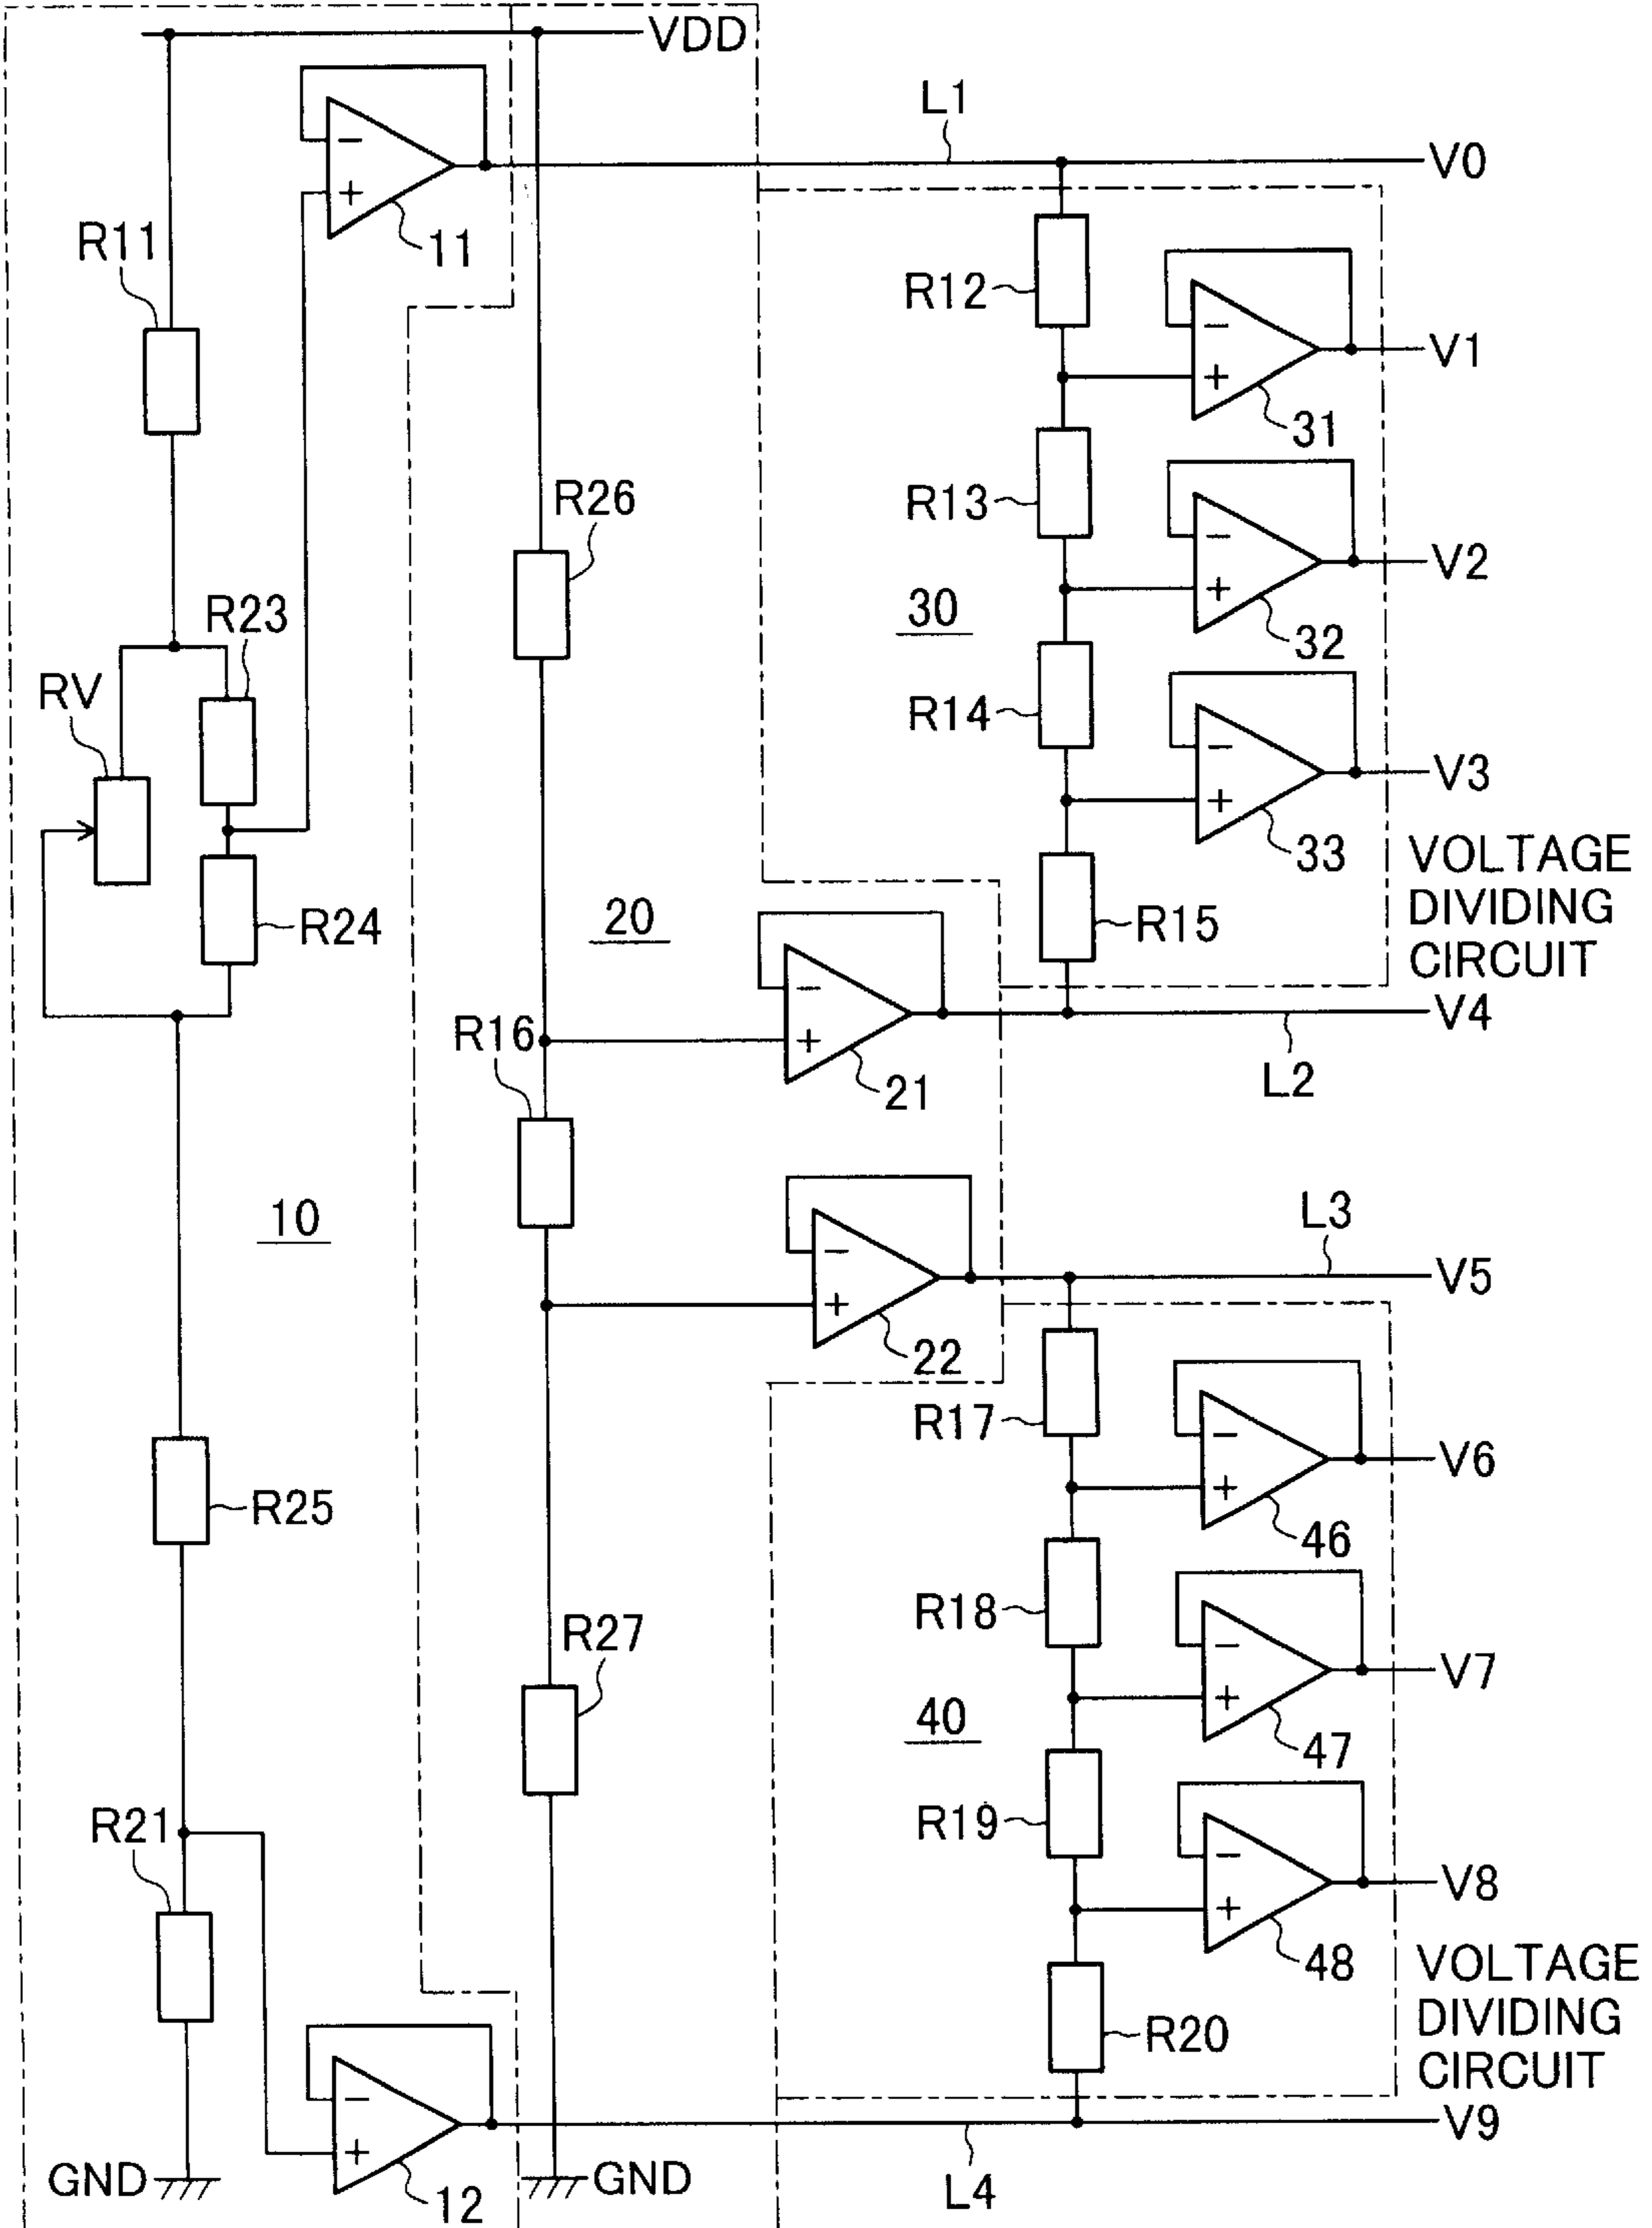 VDD
L1
V0
R11
11
R12
V1
31
R26
R13
V2
R23
30
32
RV
R14
V3
33
VOLTAGE
DIVIDING
CIRCUIT
R24
20
R15
R16
V4
21
L2
10
L3
V5
22
R17
V6
R25
46
R18
R27
V7
40
47
R21
R19
V8
48
VOLTAGE
DIVIDING
CIRCUIT
R20
V9
GND
12
GND
L4